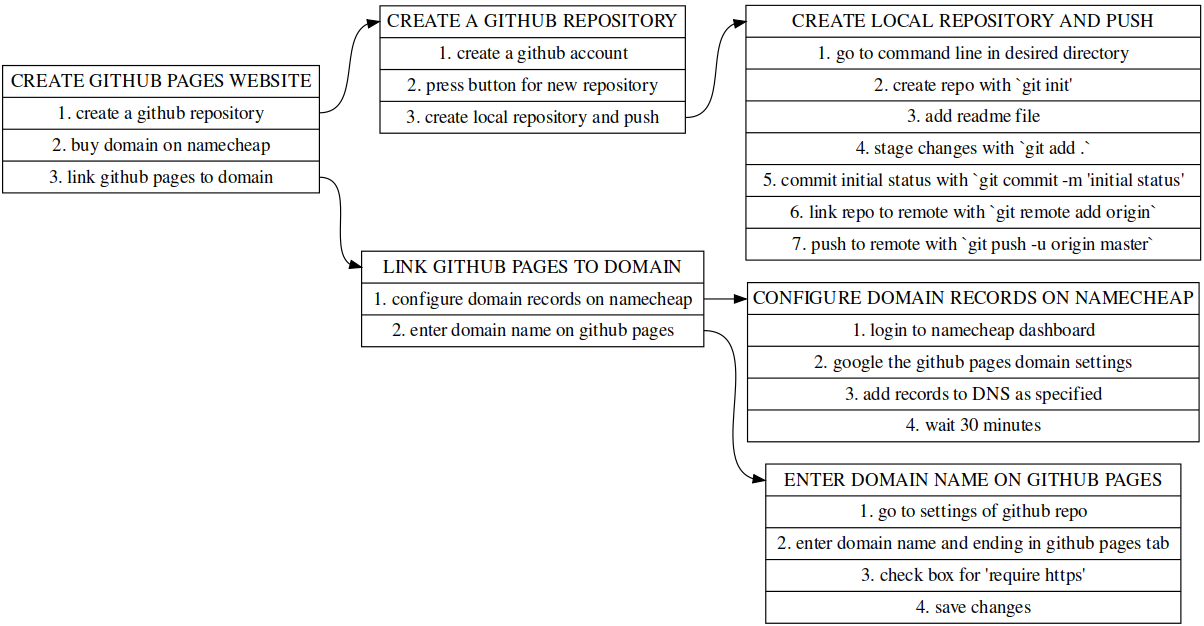 CREATE GITHUB PAGES WEBSITE
1. create a github repository
2. buy domain on namecheap
3. link github pages to domain
CREATE A GITHUB REPOSITORY
1. create a github account
2. press button for new repository
3. create local repository and push
CREATE LOCAL REPOSITORY AND PUSH
1. go to command line in desired directory
2. create repo with `git init'
3. add readme file
4. stage changes with `git add .`
5. commit initial status with `git commit -m 'initial status'
6. link repo to remote with `git remote add origin`
7. push to remote with `git push -u origin master`
LINK GITHUB PAGES TO DOMAIN
1. configure domain records on namecheap
2. enter domain name on github pages
CONFIGURE DOMAIN RECORDS ON NAMECHEAP
1. login to namecheap dashboard
2. google the github pages domain settings
3. add records to DNS as specified
4. wait 30 minutes
ENTER DOMAIN NAME ON GITHUB PAGES
1. go to settings of github repo
2. enter domain name and ending in github pages tab
3. check box for 'require https'
4. save changes